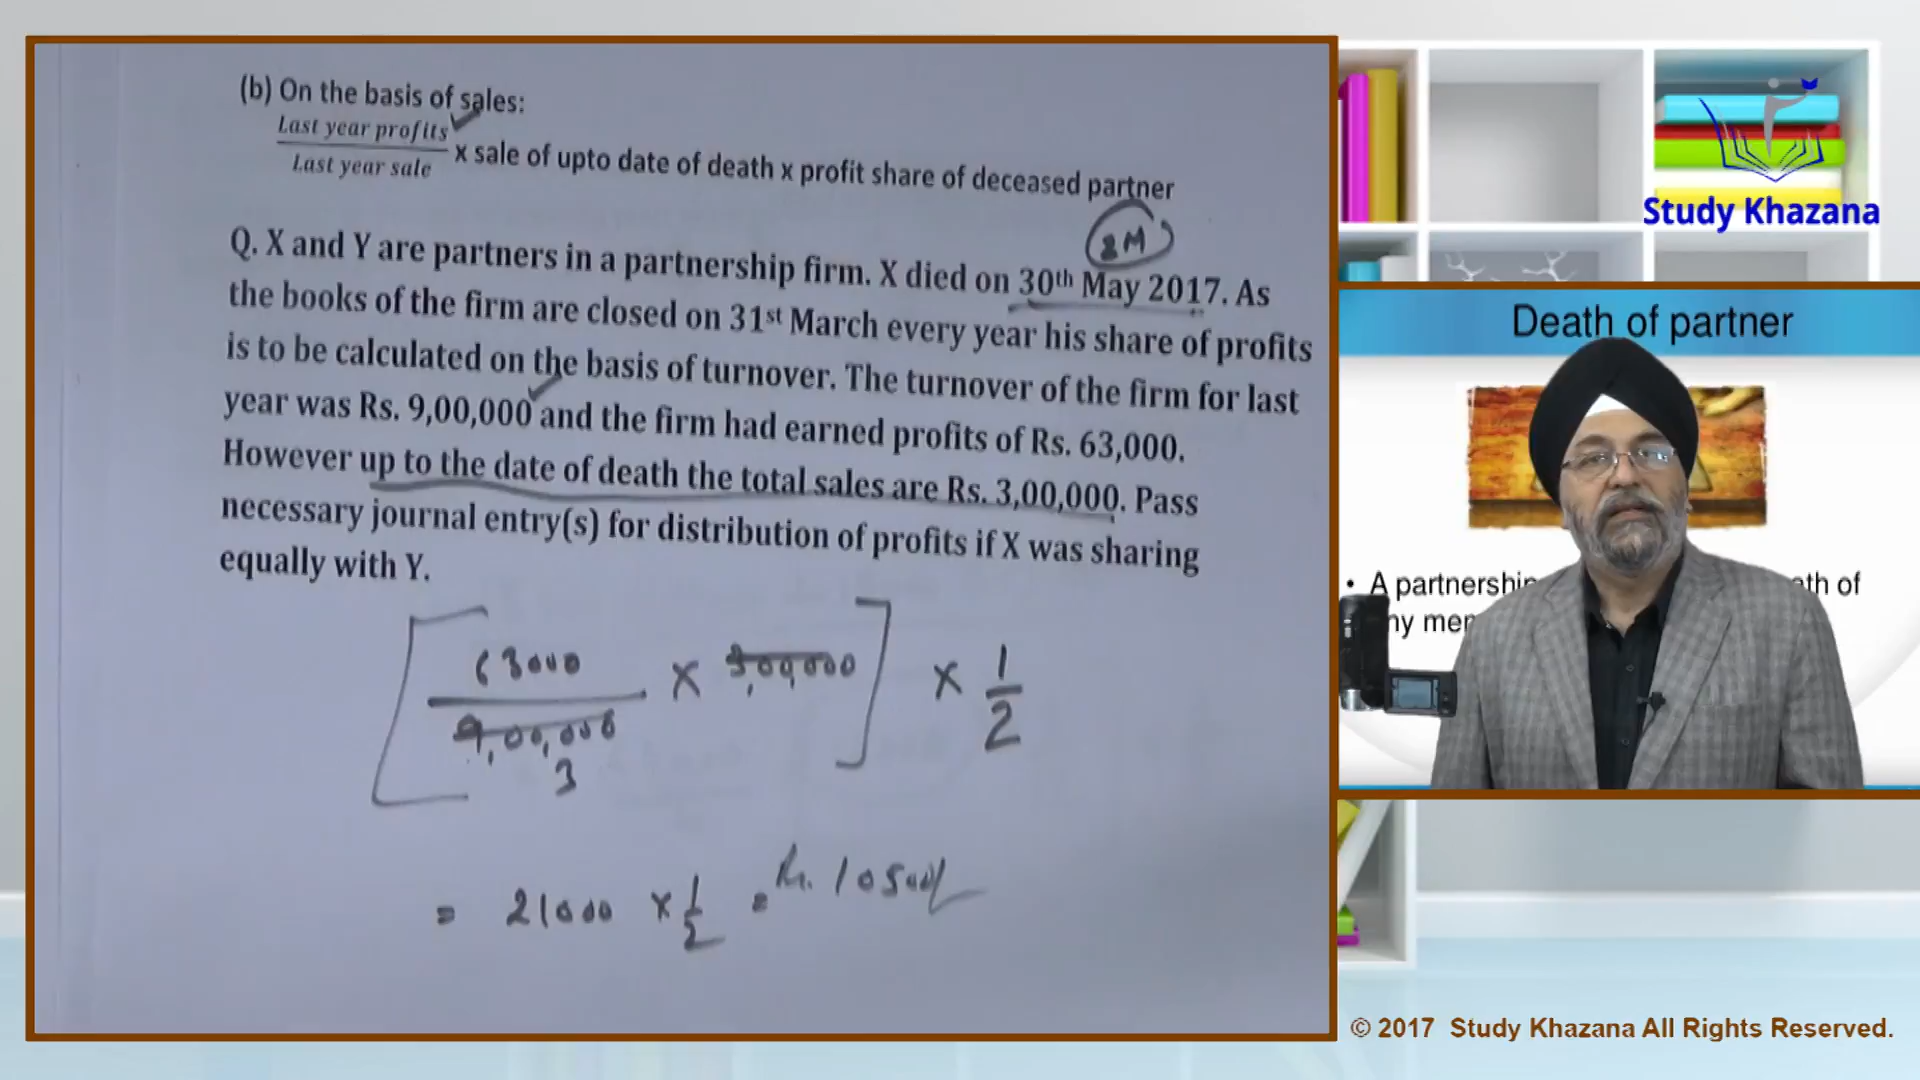 (b) On the basis of sales:
Last year profits
Last year sale
x sale of upto date of death x profit share of deceased partner
Q. X and Y are partners in a partnership firm. X died on 30th May 2017. As
the books of the firm are closed on 31st March every year his share of profits
is to be calculated on the basis of turnover. The turnover of the firm for last
year was Rs. 9,00,000 and the firm had earned profits of Rs. 63,000.
However up to the date of death the total sales are Rs. 3,00,000. Pass
necessary journal entry(s) for distribution of profits if X was sharing
equally with Y.
63000
9,00,000
3
x 3,00,000
x 1/2
= 21000 x 1/2 = Rs. 10500/-
Study Khazana
Death of partner
• A partnership
ath of
ny mem
© 2017 Study Khazana All Rights Reserved.